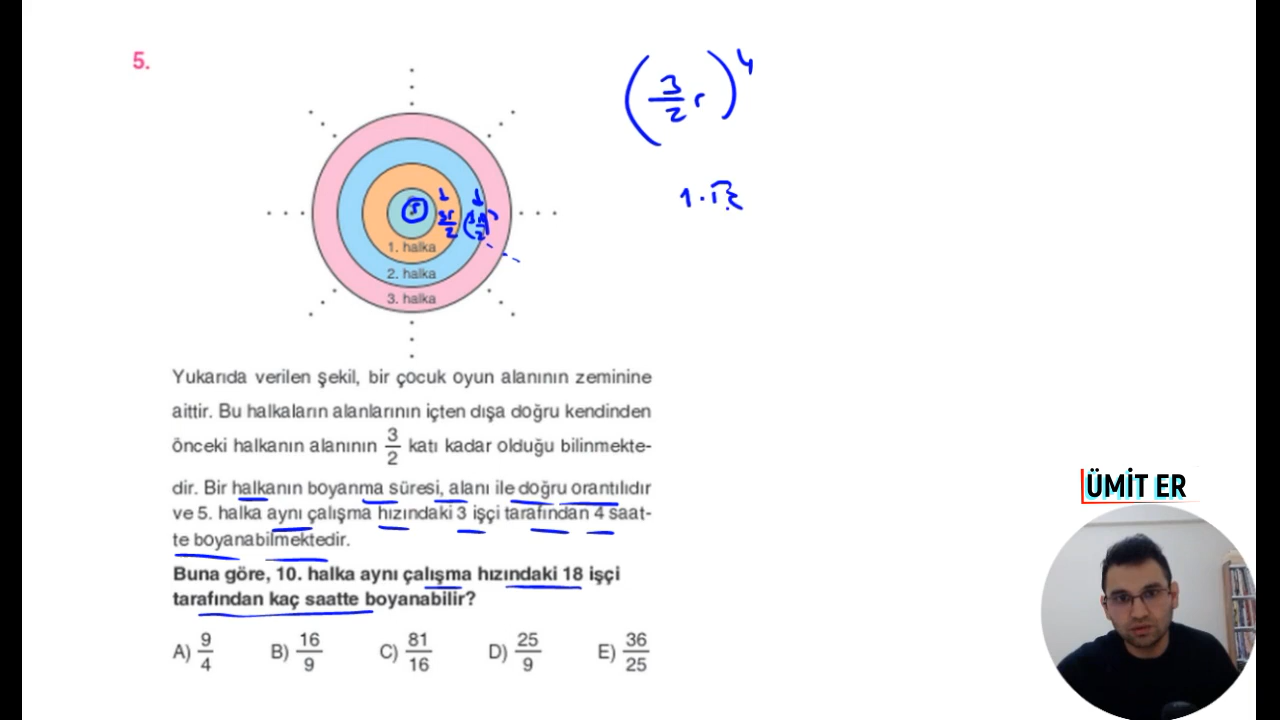 5.
(3/2 r)^4
1. halka
2. halka
3. halka
Yukarıda verilen şekil, bir çocuk oyun alanının zeminine
aittir. Bu halkaların alanlarının içten dışa doğru kendinden
önceki halkanın alanının 3/2 katı kadar olduğu bilinmekte-
dir. Bir halkanın boyanma süresi, alanı ile doğru orantılıdır
ve 5. halka aynı çalışma hızındaki 3 işçi tarafından 4 saat-
te boyanabilmektedir.
ÜMİT ER
Buna göre, 10. halka aynı çalışma hızındaki 18 işçi
tarafından kaç saatte boyanabilir?
A) 9/4 B) 16/9 C) 81/16 D) 25/9 E) 36/25